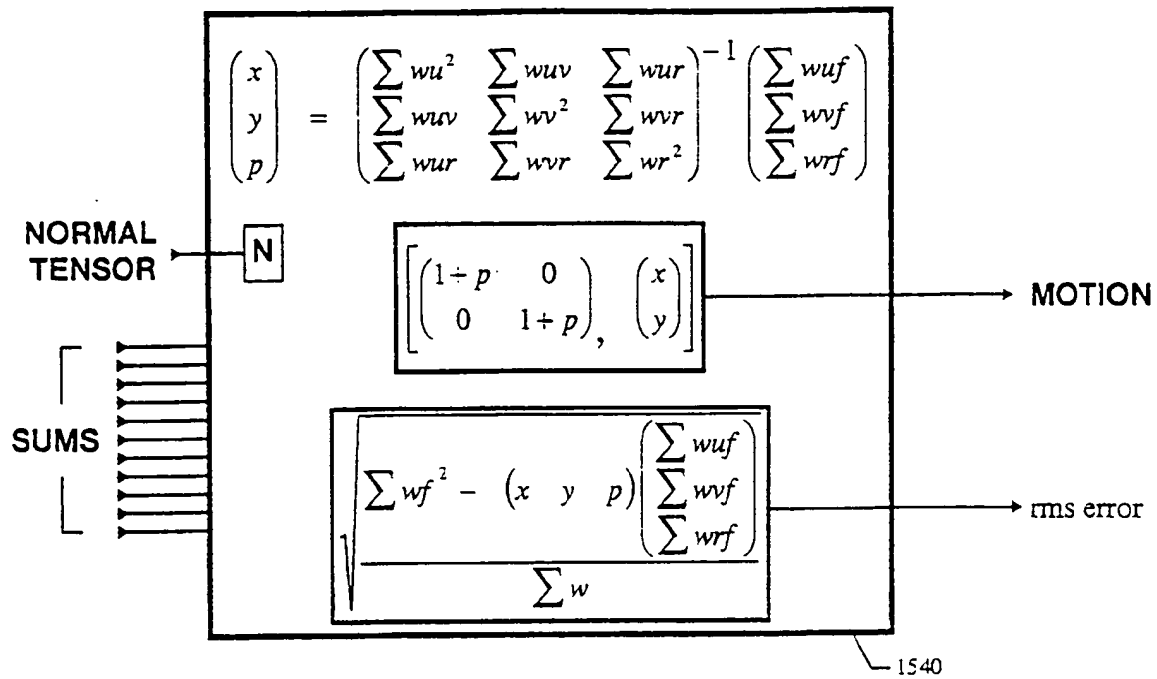 (x y p) = (∑ wu² ∑ wuv ∑ wur
∑ wuv ∑ wv² ∑ wvr
∑ wur ∑ wvr ∑ wr²)⁻¹ (∑ wuf
∑ wvf
∑ wrf)
NORMAL
TENSOR
N
[(1 + p 0
0 1 + p), (x
y)]
MOTION
SUMS
√ ∑ wf² - (x y p) (∑ wuf
∑ wvf
∑ wrf)
∑ w
rms error
1540